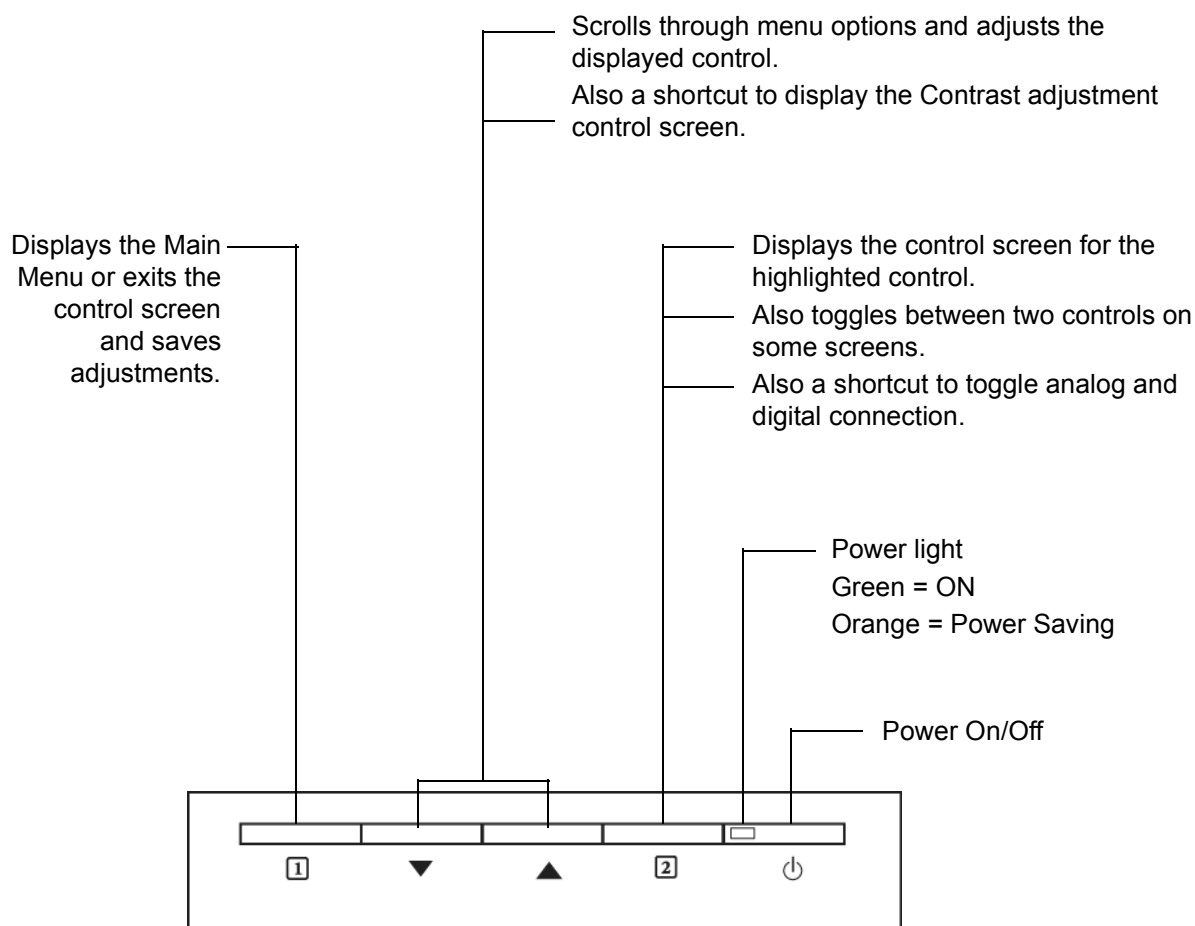 Scrolls through menu options and adjusts the
displayed control.
Also a shortcut to display the Contrast adjustment
control screen.
Displays the Main
Menu or exits the
control screen
and saves
adjustments.
Displays the control screen for the
highlighted control.
Also toggles between two controls on
some screens.
Also a shortcut to toggle analog and
digital connection.
Power light
Green = ON
Orange = Power Saving
Power On/Off
1
2